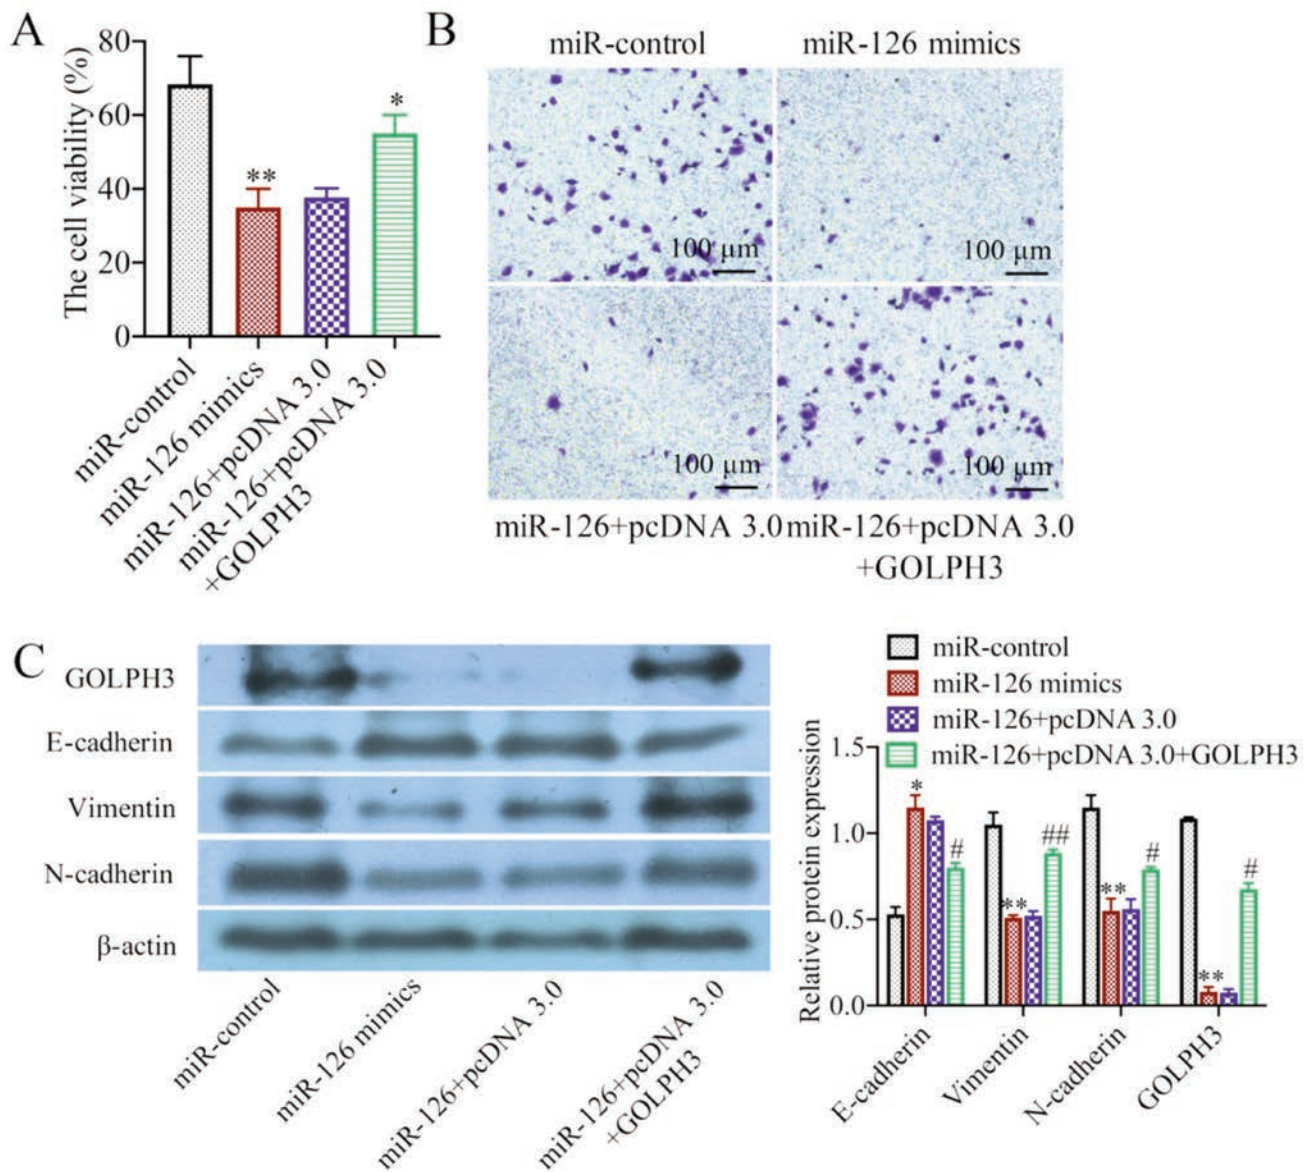 A
The cell viability (%)
80
60
40
20
0
**
*
miR-control
miR-126 mimics
miR-126+pcDNA 3.0
miR-126+pcDNA 3.0
+GOLPH3
B
miR-control
miR-126 mimics
100 µm
100 µm
100 µm
100 µm
miR-126+pcDNA 3.0
miR-126+pcDNA 3.0
+GOLPH3
C
GOLPH3
E-cadherin
Vimentin
N-cadherin
β-actin
miR-control
miR-126 mimics
miR-126+pcDNA 3.0
miR-126+pcDNA 3.0
+GOLPH3
miR-control
miR-126 mimics
miR-126+pcDNA 3.0
miR-126+pcDNA 3.0+GOLPH3
Relative protein expression
1.5
1.0
0.5
0.0
*
#
**
##
**
#
**
#
E-cadherin
Vimentin
N-cadherin
GOLPH3